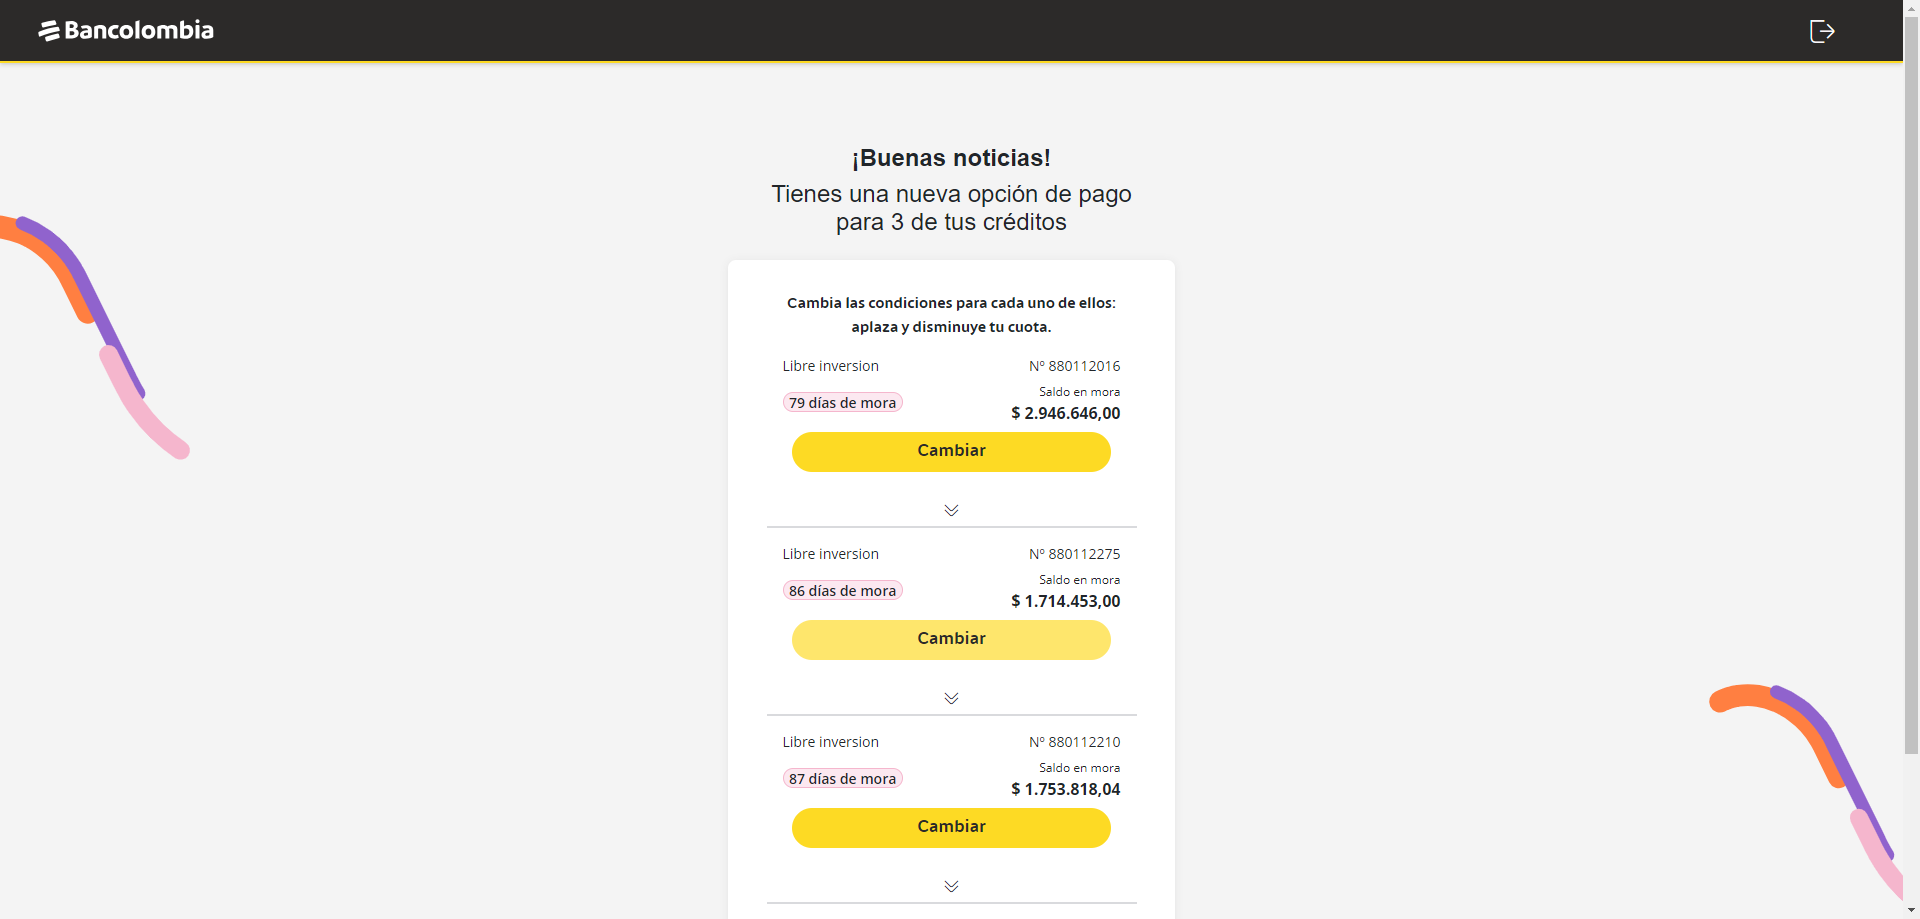 Bancolombia
¡Buenas noticias!
Tienes una nueva opción de pago
para 3 de tus créditos
Cambia las condiciones para cada uno de ellos:
aplaza y disminuye tu cuota.
Libre inversion Nº 880112016
Saldo en mora
79 días de mora $ 2.946.646,00
Cambiar
Libre inversion Nº 880112275
Saldo en mora
86 días de mora $ 1.714.453,00
Cambiar
Libre inversion Nº 880112210
Saldo en mora
87 días de mora $ 1.753.818,04
Cambiar